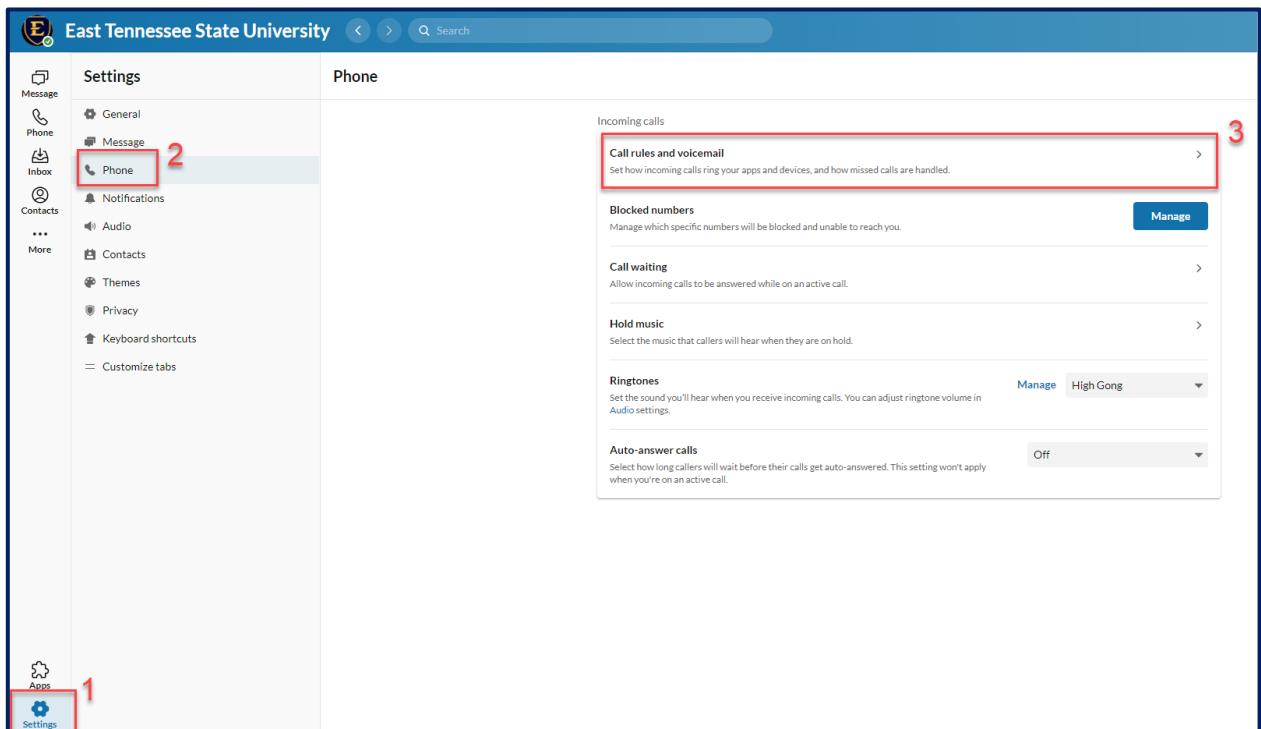 E East Tennessee State University Search
Message
Phone
Inbox
Contacts
More
Apps
1
Settings
Settings
General
Message
Phone
2
Notifications
Audio
Contacts
Themes
Privacy
Keyboard shortcuts
Customize tabs
Phone
Incoming calls
3
Call rules and voicemail
Set how incoming calls ring your apps and devices, and how missed calls are handled.
Blocked numbers
Manage which specific numbers will be blocked and unable to reach you.
Manage
Call waiting
Allow incoming calls to be answered while on an active call.
Hold music
Select the music that callers will hear when they are on hold.
Ringtones
Set the sound you'll hear when you receive incoming calls. You can adjust ringtone volume in
Audio settings.
Manage High Gong
Auto-answer calls
Select how long callers will wait before their calls get auto-answered. This setting won't apply
when you're on an active call.
Off